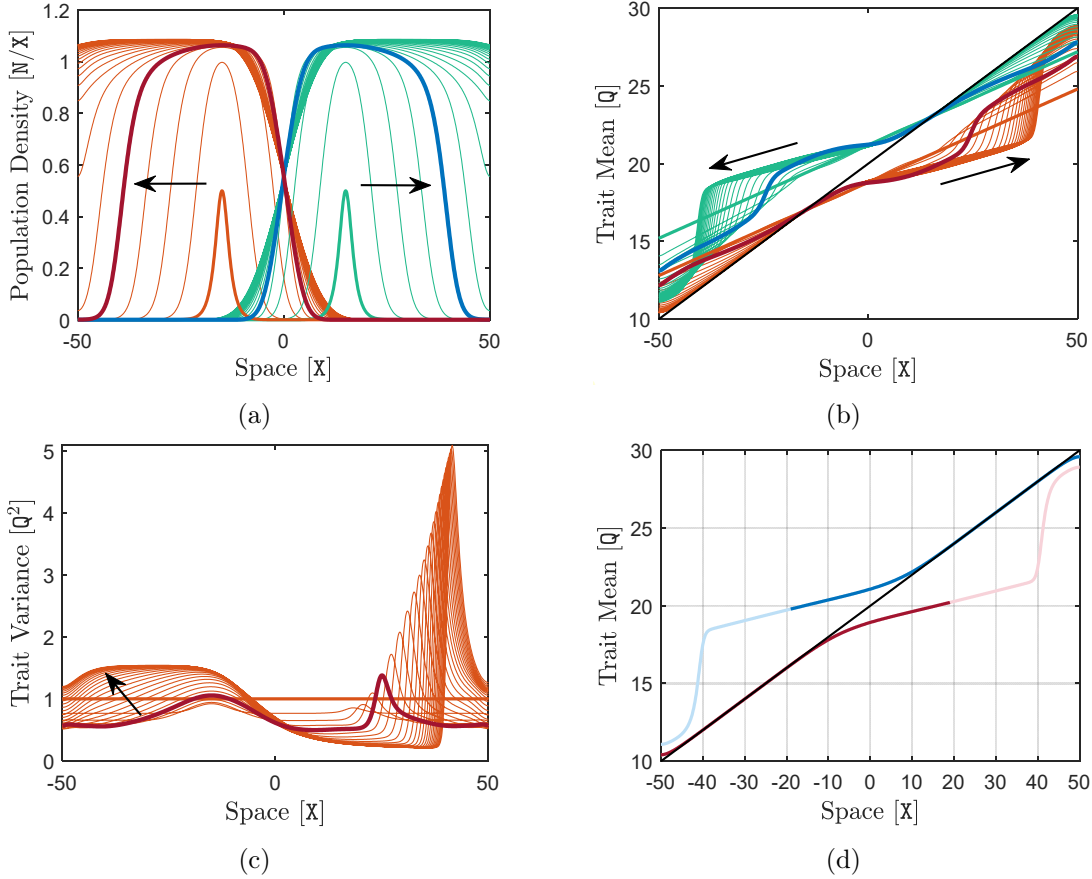 1.2
1
0.8
0.6
0.4
0.2
0
-50
0
50
Population Density [N/X]
Space [X]
(a)
30
25
20
15
10
-50
0
50
Trait Mean [Q]
Space [X]
(b)
5
4
3
2
1
0
-50
0
50
Trait Variance [Q²]
Space [X]
(c)
30
25
20
15
10
-50 -40 -30 -20 -10 0 10 20 30 40 50
Trait Mean [Q]
Space [X]
(d)